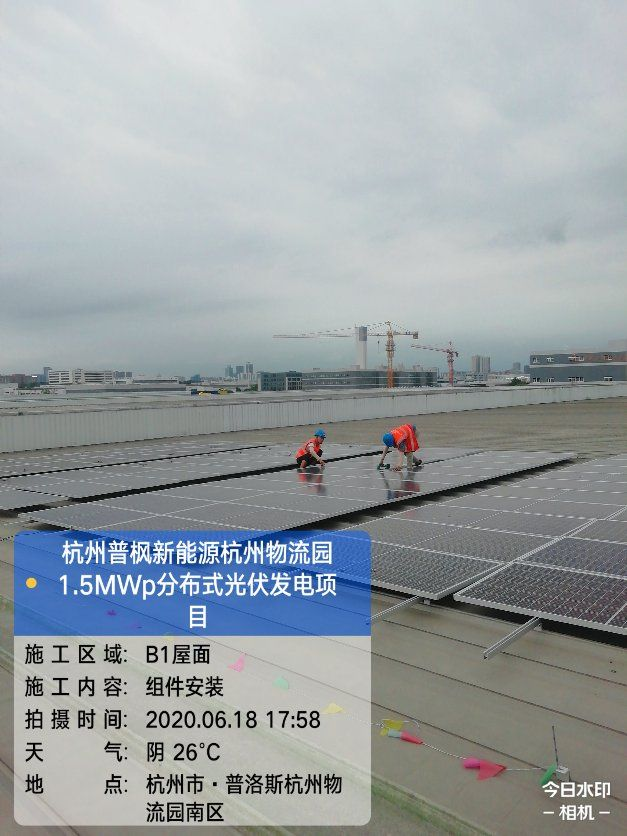 杭州普枫新能源杭州物流园
1.5MWp分布式光伏发电项
目
施工区域: B1屋面
施工内容: 组件安装
拍摄时间: 2020.06.18 17:58
天气: 阴 26℃
地点: 杭州市·普洛斯杭州物
流园南区
今日水印
－相机－